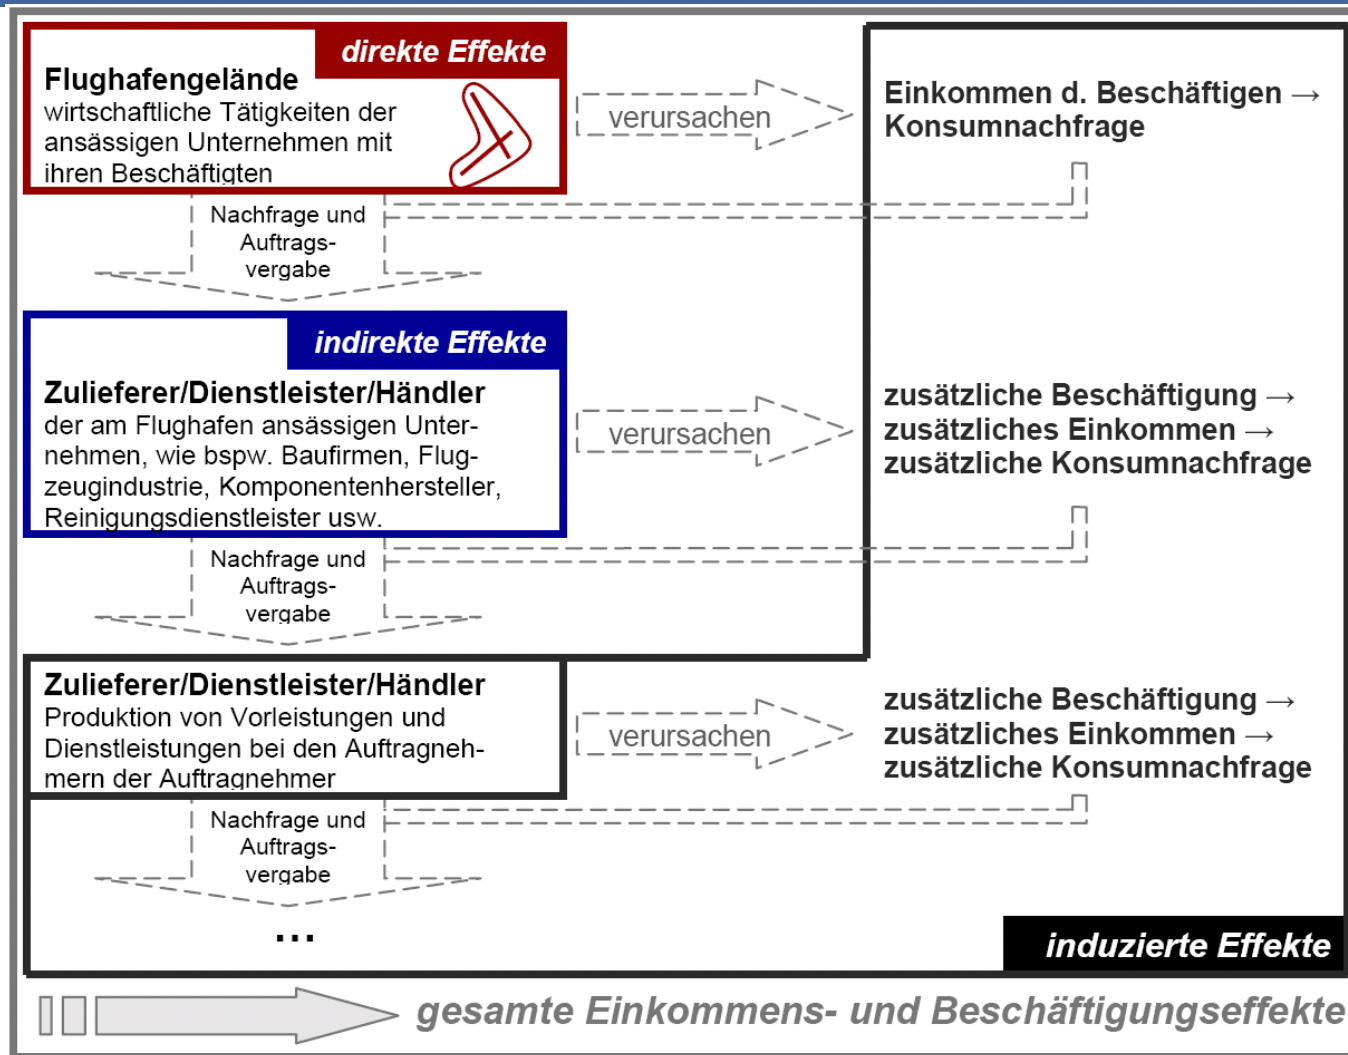 direkte Effekte
Flughafengelände
wirtschaftliche Tätigkeiten der
ansässigen Unternehmen mit
ihren Beschäftigten
verursachen
Einkommen d. Beschäftigen →
Konsumnachfrage
Nachfrage und
Auftrags-
vergabe
indirekte Effekte
Zulieferer/Dienstleister/Händler
der am Flughafen ansässigen Unter-
nehmen, wie bspw. Baufirmen, Flug-
zeugindustrie, Komponentenhersteller,
Reinigungsdienstleister usw.
verursachen
zusätzliche Beschäftigung →
zusätzliches Einkommen →
zusätzliche Konsumnachfrage
Nachfrage und
Auftrags-
vergabe
Zulieferer/Dienstleister/Händler
Produktion von Vorleistungen und
Dienstleistungen bei den Auftragneh-
mern der Auftragnehmer
verursachen
zusätzliche Beschäftigung →
zusätzliches Einkommen →
zusätzliche Konsumnachfrage
Nachfrage und
Auftrags-
vergabe
...
induzierte Effekte
gesamte Einkommens- und Beschäftigungseffekte